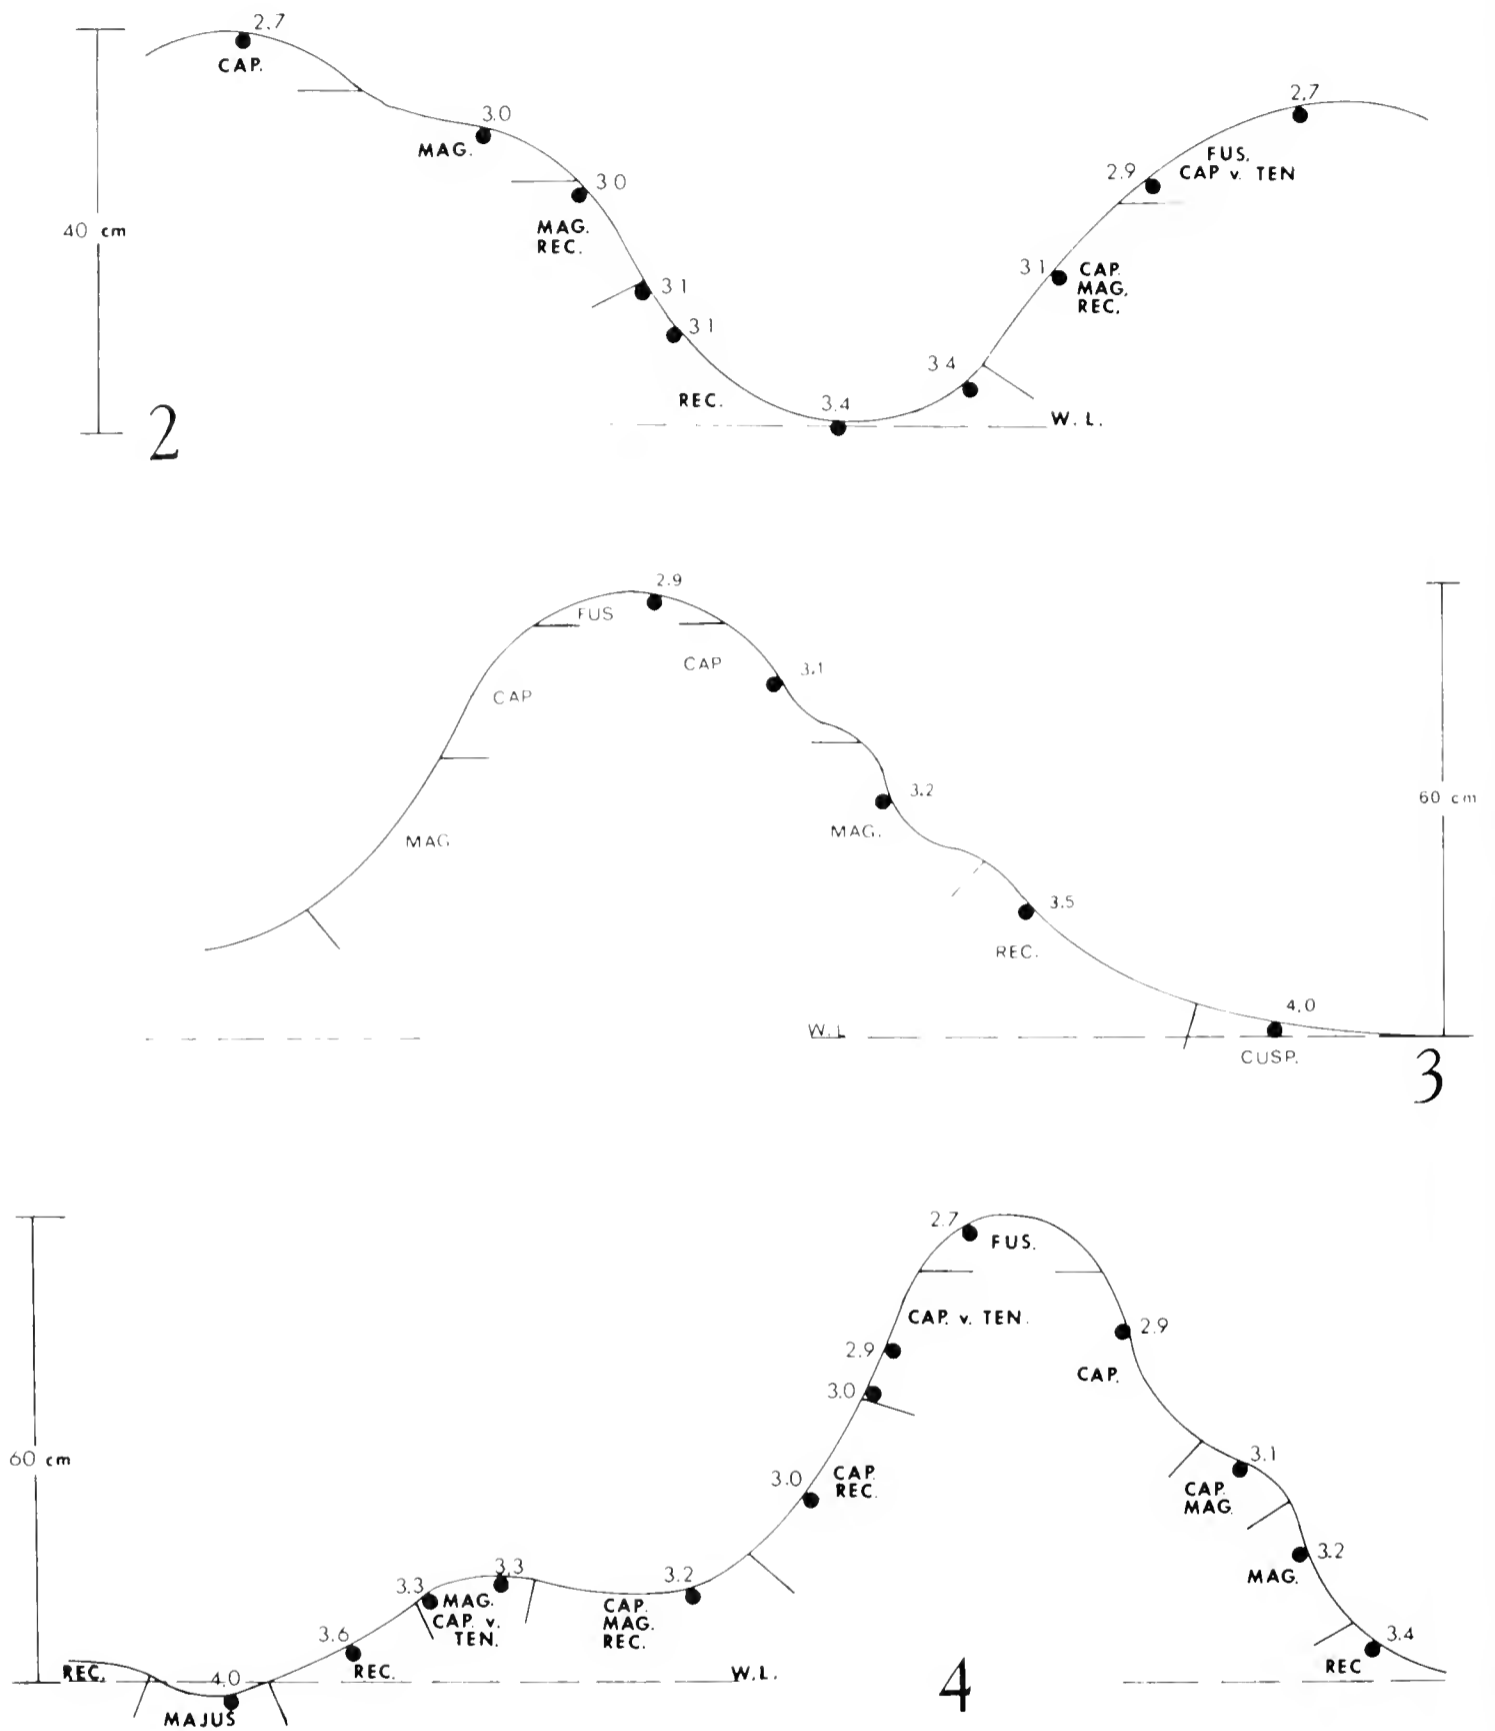 2.7
CAP.
3.0
MAG.
3 0
MAG.
REC.
40 cm
3 1
3 1
REC.
3.4
3 4
W. L.
2.7
2.9
FUS.
CAP v. TEN
3 1
CAP.
MAG.
REC.
2
2.9
FUS
CAP
3.1
CAP
3.2
MAG.
MAG
3.5
REC.
60 cm
4.0
W.L
CUSP.
3
2.7
FUS.
CAP. v. TEN.
2.9
2.9
CAP.
3.0
60 cm
3.0
CAP.
REC.
3.1
CAP.
MAG.
3.2
MAG.
3.3
3.3
MAG.
CAP. v.
TEN.
3.2
CAP.
MAG.
REC.
3.6
REC.
3.4
REC
REC.
4.0
MAJUS
W.L.
4